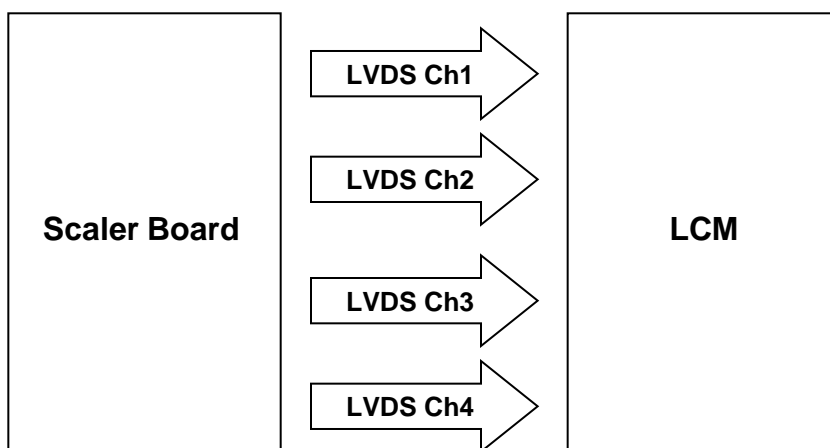 LVDS Ch1
LVDS Ch2
Scaler Board
LCM
LVDS Ch3
LVDS Ch4